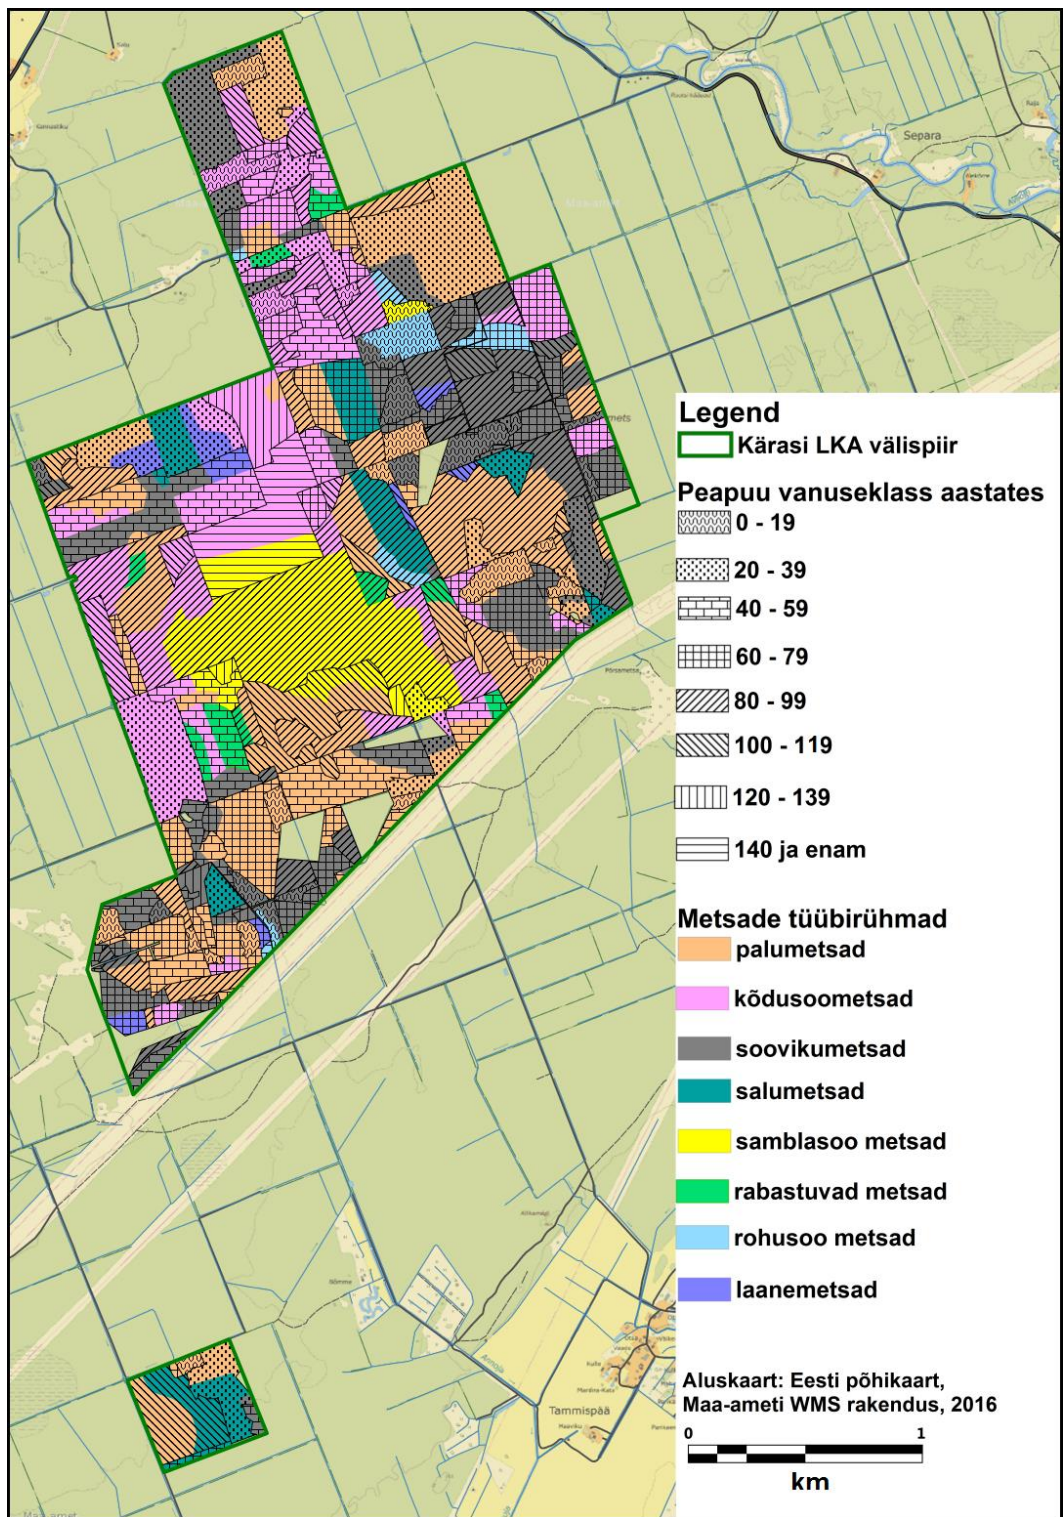 Separa
mets
Legend
Kärasi LKA välispiir
Peapuu vanuseklass aastates
0 - 19
20 - 39
40 - 59
60 - 79
80 - 99
100 - 119
120 - 139
140 ja enam
Metsade tüübirühmad
palumetsad
kõdusoometsad
soovikumetsad
salumetsad
samblasoo metsad
rabastuvad metsad
rohusoo metsad
laanemetsad
Aluskaart: Eesti põhikaart,
Maa-ameti WMS rakendus, 2016
0 1
km
Tammispää